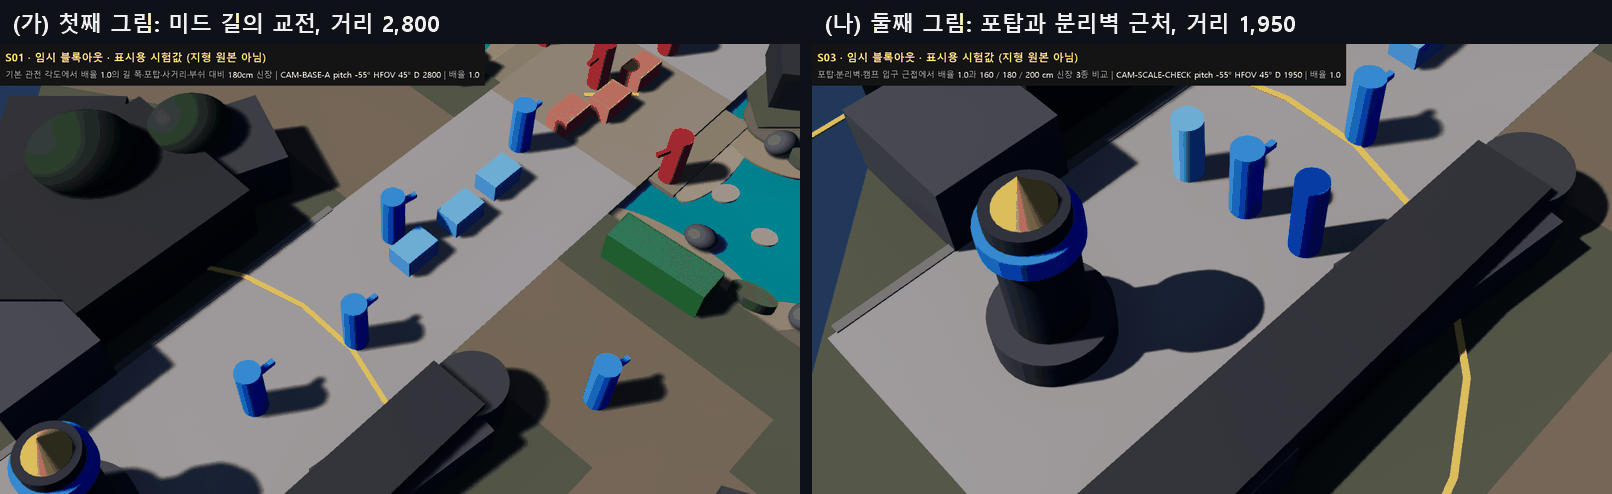 (가) 첫째 그림: 미드 길의 교전, 거리 2,800
S01 · 임시 블록아웃 · 표시용 시험값 (지형 원본 아님)
기본 관전 각도에서 배율 1.0의 길 폭·포탑·사거리·부쉬 대비 180cm 신장 | CAM-BASE-A pitch -55° HFOV 45° D 2800 | 배율 1.0
(나) 둘째 그림: 포탑과 분리벽 근처, 거리 1,950
S03 · 임시 블록아웃 · 표시용 시험값 (지형 원본 아님)
포탑·분리벽·캠프 입구 근접에서 배율 1.0과 160 / 180 / 200 cm 신장 3종 비교 | CAM-SCALE-CHECK pitch -55° HFOV 45° D 1950 | 배율 1.0